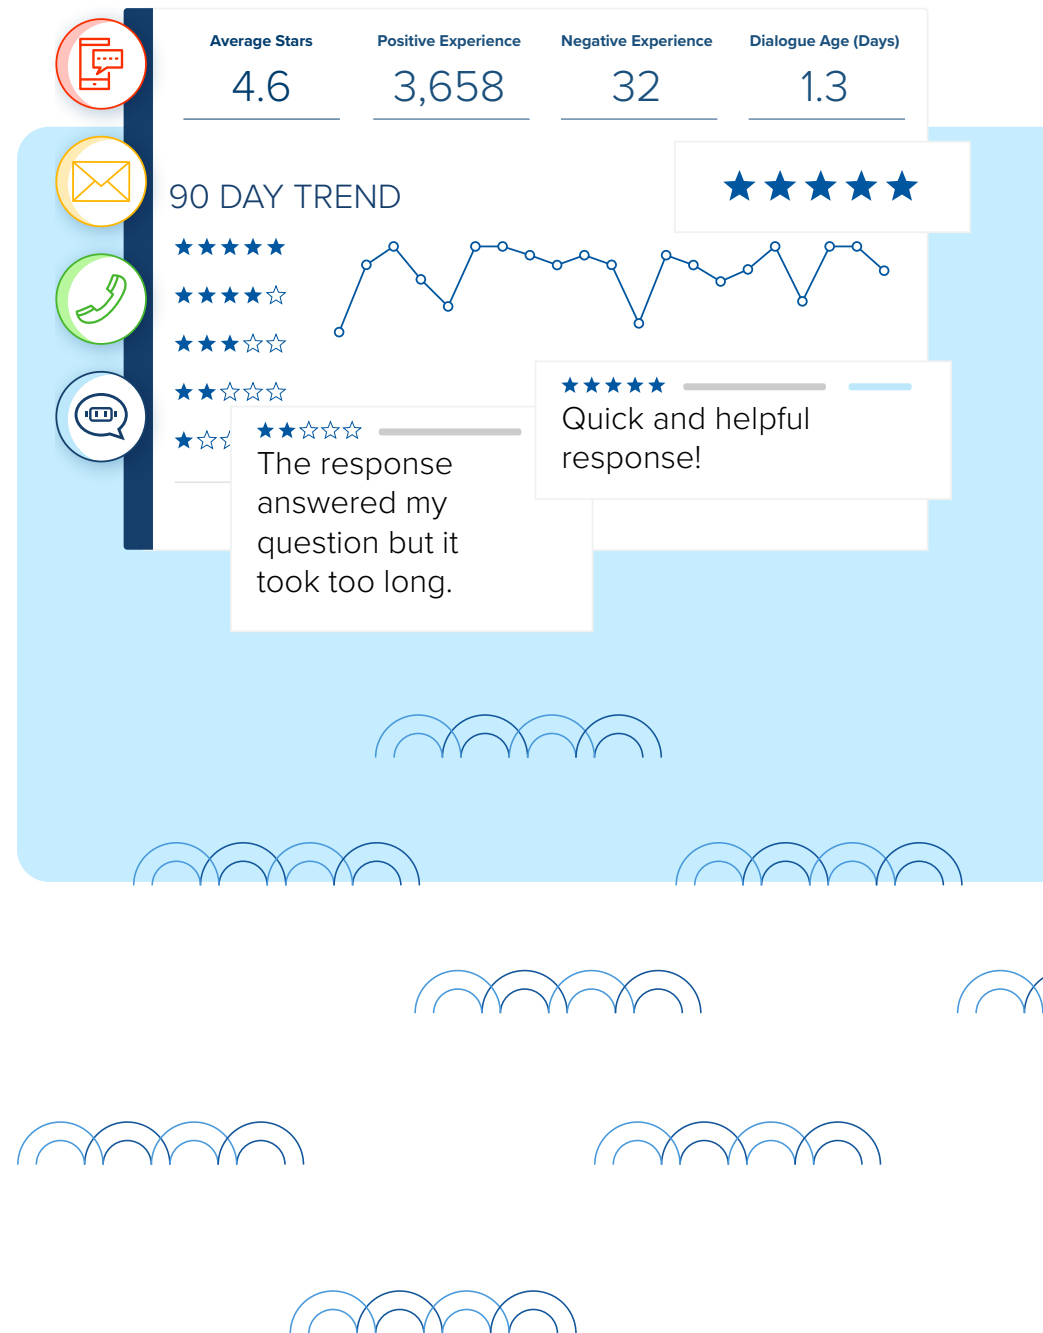 Average Stars
Positive Experience
Negative Experience
Dialogue Age (Days)
4.6
3,658
32
1.3
90 DAY TREND
Quick and helpful
response!
The response
answered my
question but it
took too long.